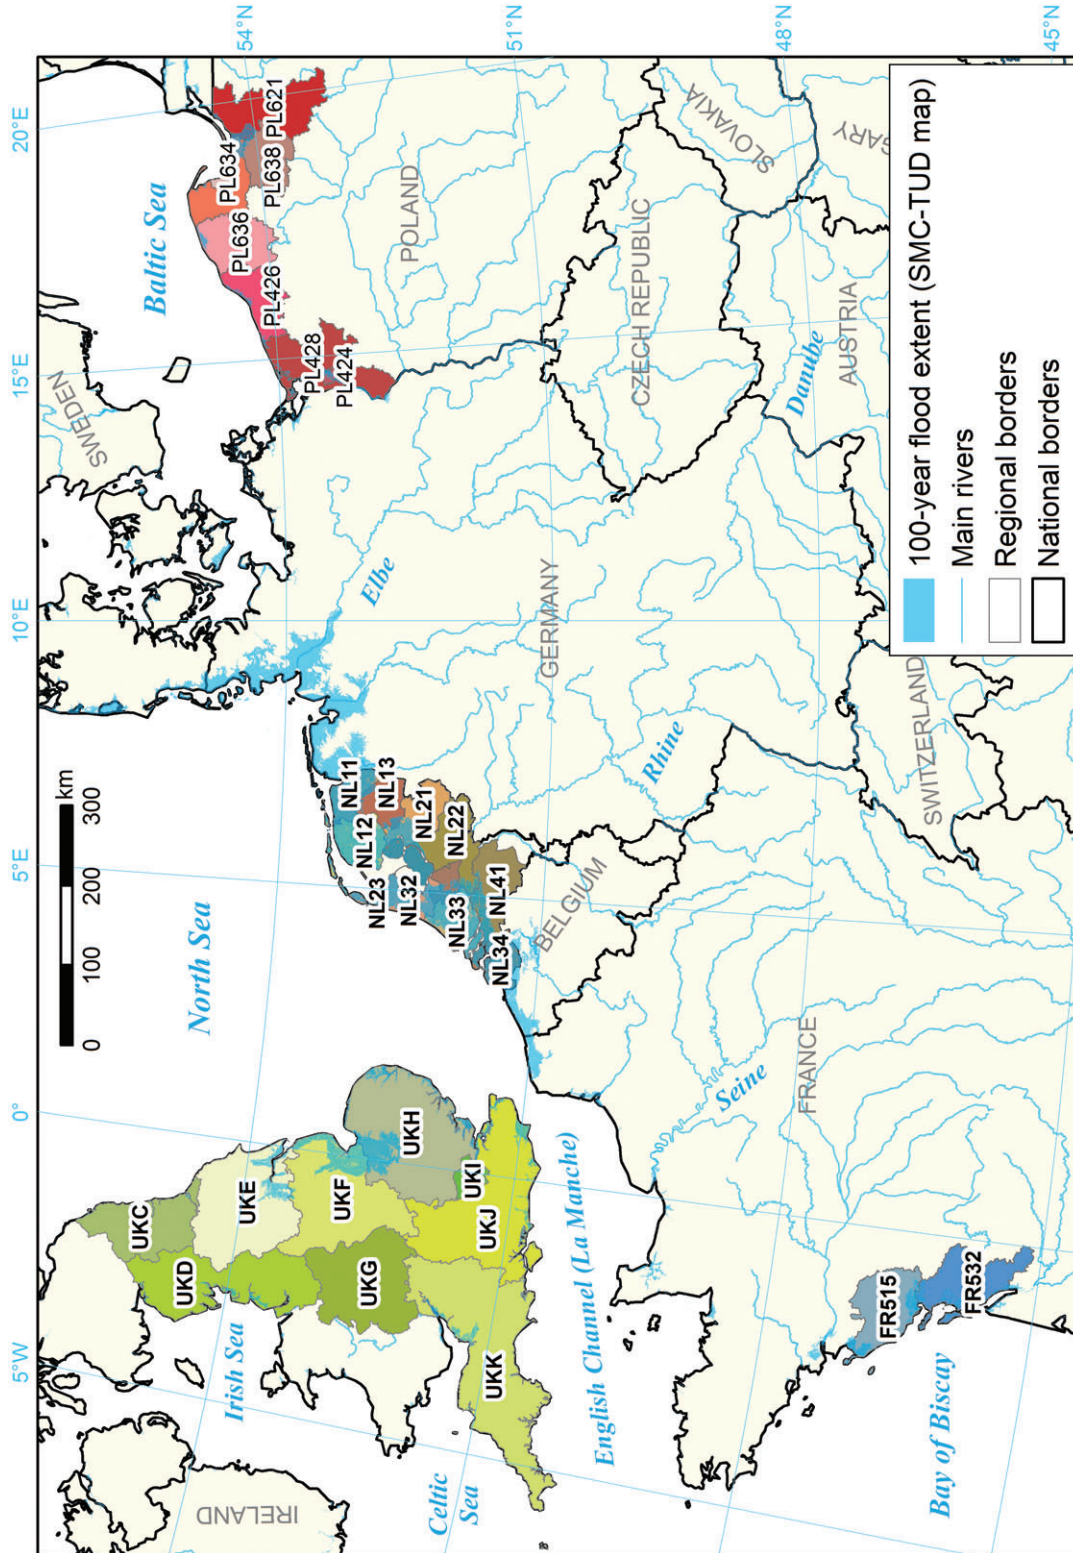 5°W
0°
5°E
10°E
15°E
20°E
54°N
51°N
48°N
45°N
0 100 200 300
km
IRELAND
Irish Sea
Celtic
Sea
North Sea
Baltic Sea
English Channel (La Manche)
Bay of Biscay
SWEDEN
POLAND
GERMANY
CZECH REPUBLIC
SLOVAKIA
GARY
AUSTRIA
SWITZERLAND
BELGIUM
FRANCE
Elbe
Rhine
Danube
Seine
UKC
UKD
UKE
UKF
UKG
UKH
UKI
UKJ
UKK
NL11
NL12
NL13
NL21
NL22
NL23
NL32
NL33
NL34
NL41
PL634
PL621
PL636
PL638
PL426
PL428
PL424
FR515
FR532
100-year flood extent (SMC-TUD map)
Main rivers
Regional borders
National borders